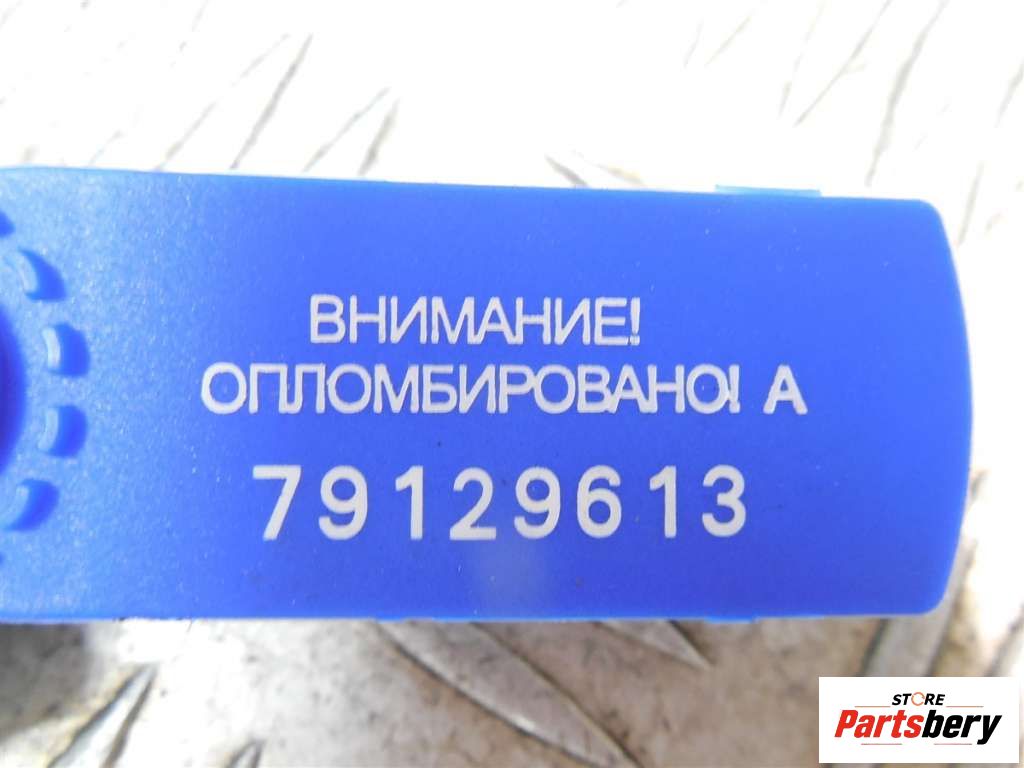 ВНИМАНИЕ!
ОПЛОМБИРОВАНО! А
79129613
STORE
Partsbery